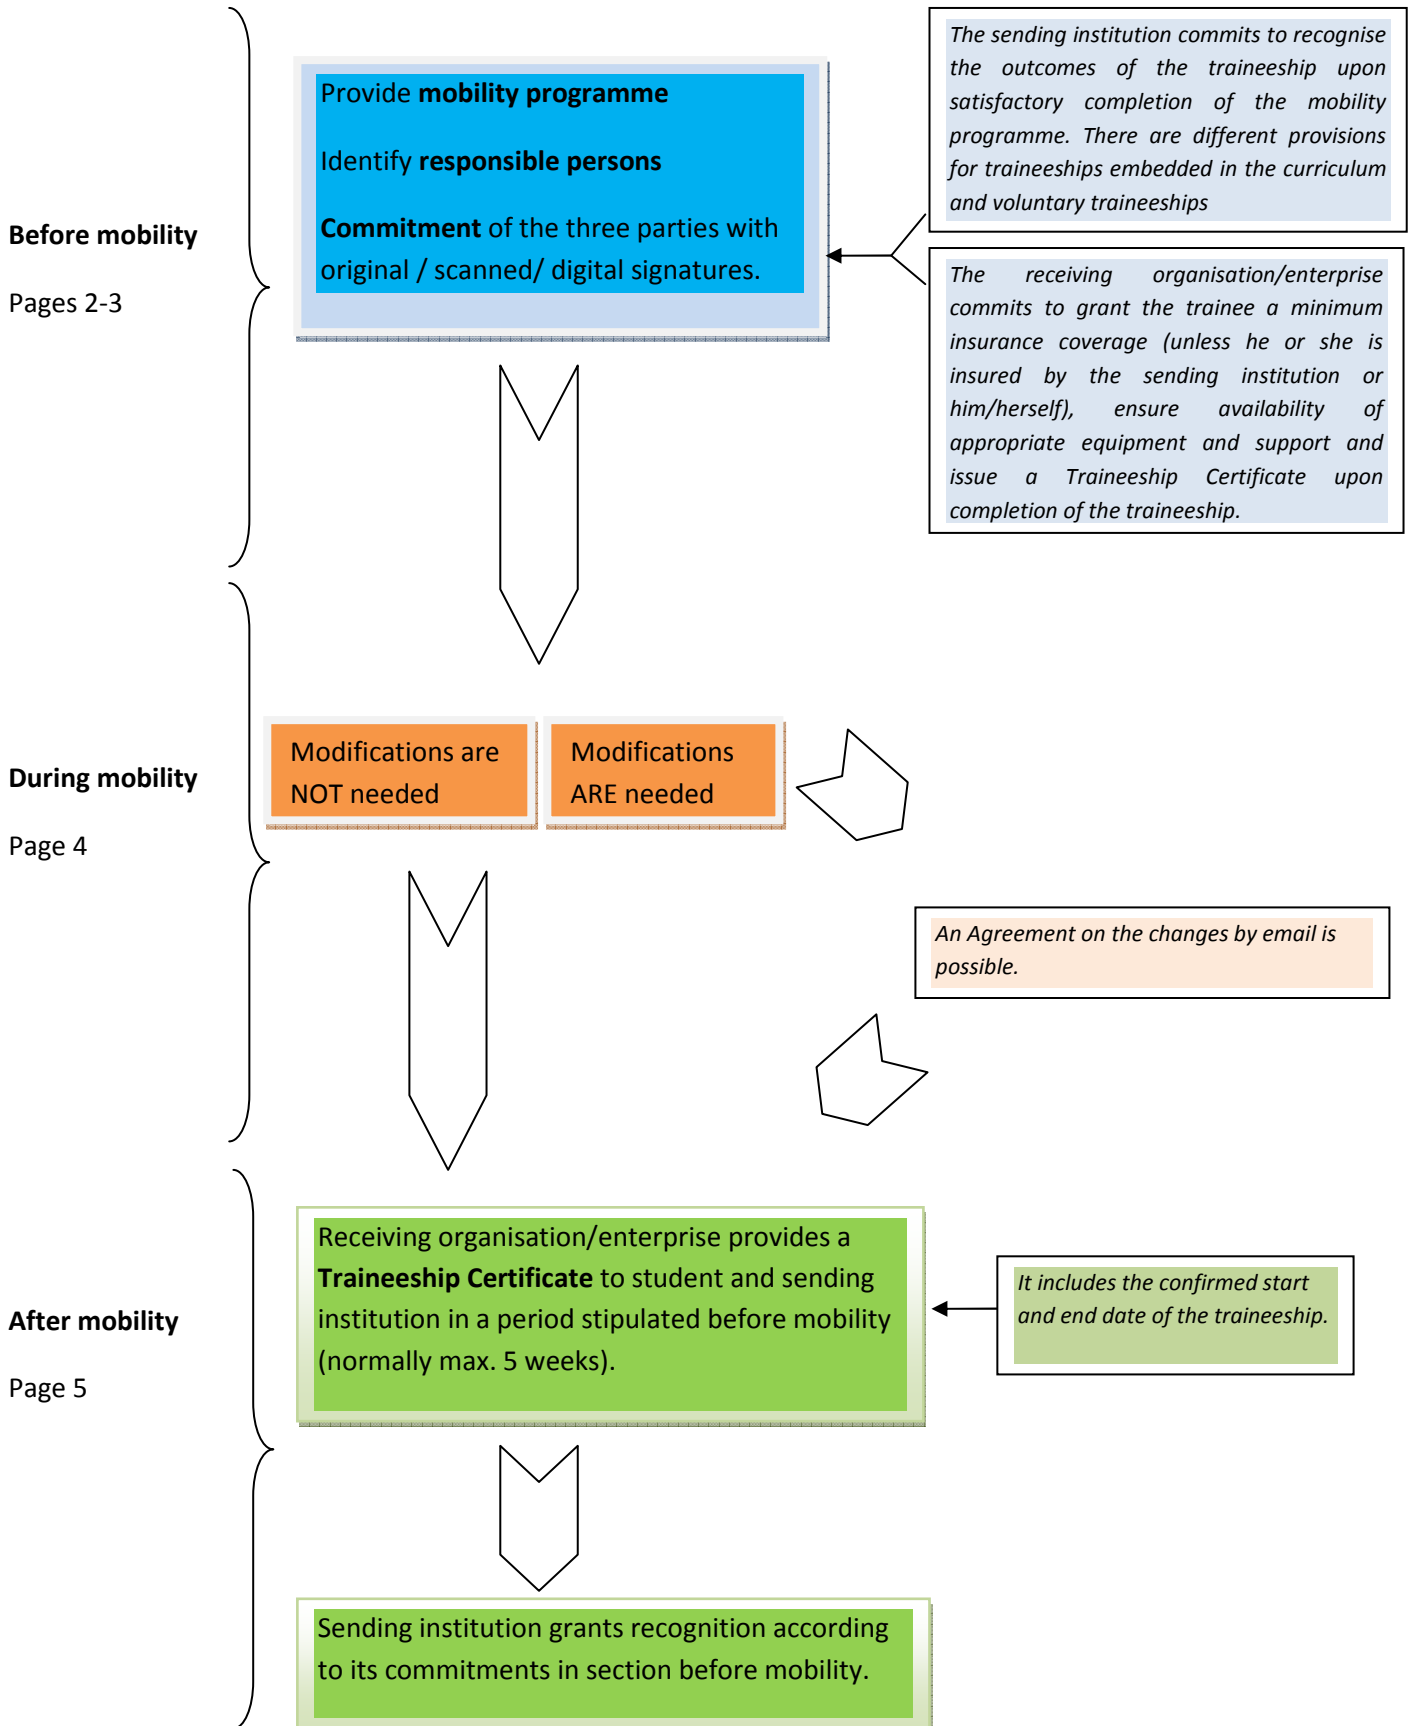 Before mobility
Pages 2-3
Provide mobility programme
Identify responsible persons
Commitment of the three parties with
original / scanned/ digital signatures.
The sending institution commits to recognise
the outcomes of the traineeship upon
satisfactory completion of the mobility
programme. There are different provisions
for traineeships embedded in the curriculum
and voluntary traineeships
The receiving organisation/enterprise
commits to grant the trainee a minimum
insurance coverage (unless he or she is
insured by the sending institution or
him/herself), ensure availability of
appropriate equipment and support and
issue a Traineeship Certificate upon
completion of the traineeship.
During mobility
Page 4
Modifications are
NOT needed
Modifications
ARE needed
An Agreement on the changes by email is
possible.
After mobility
Page 5
Receiving organisation/enterprise provides a
Traineeship Certificate to student and sending
institution in a period stipulated before mobility
(normally max. 5 weeks).
It includes the confirmed start
and end date of the traineeship.
Sending institution grants recognition according
to its commitments in section before mobility.